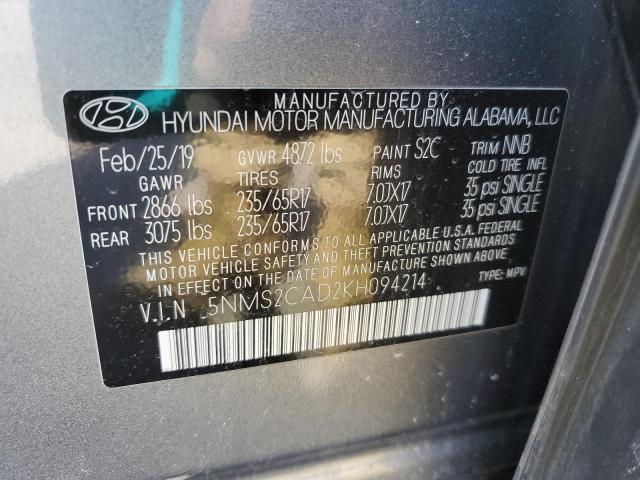 MANUFACTURED BY
HYUNDAI MOTOR MANUFACTURING ALABAMA, LLC
Feb/25/19 GVWR 4872 lbs PAINT S2C TRIM NNB
GAWR TIRES RIMS COLD TIRE INFL
FRONT 2866 lbs 235/65R17 7.0JX17 35 psi SINGLE
REAR 3075 lbs 235/65R17 7.0JX17 35 psi SINGLE
THIS VEHICLE CONFORMS TO ALL APPLICABLE U.S.A. FEDERAL
MOTOR VEHICLE SAFETY AND THEFT PREVENTION STANDARDS
IN EFFECT ON THE DATE OF MANUFACTURE SHOWN ABOVE.
V.I.N 5NMS2CAD2KH094214 TYPE: MPV